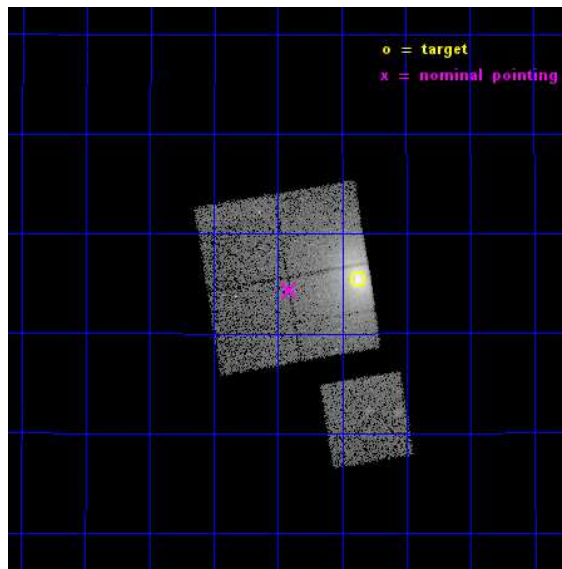 o = target
x = nominal pointing